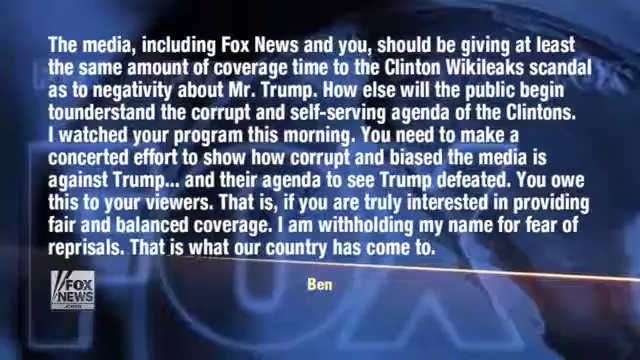 The media, including Fox News and you, should be giving at least
the same amount of coverage time to the Clinton Wikileaks scandal
as to negativity about Mr. Trump. How else will the public begin
tounderstand the corrupt and self-serving agenda of the Clintons.
I watched your program this morning. You need to make a
concerted effort to show how corrupt and biased the media is
against Trump... and their agenda to see Trump defeated. You owe
this to your viewers. That is, if you are truly interested in providing
fair and balanced coverage. I am withholding my name for fear of
reprisals. That is what our country has come to.
Ben
FOX
NEWS
.com
FOX